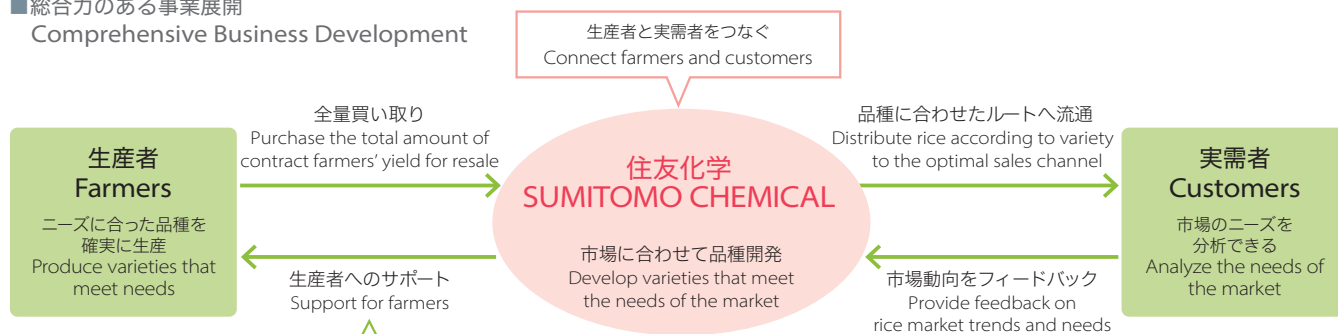 ■総合力のある事業展開
Comprehensive Business Development
生産者と実需者をつなぐ
Connect farmers and customers
全量買い取り
Purchase the total amount of
contract farmers' yield for resale
品種に合わせたルートへ流通
Distribute rice according to variety
to the optimal sales channel
生産者
Farmers
ニーズに合った品種を
確実に生産
Produce varieties that
meet needs
住友化学
SUMITOMO CHEMICAL
市場に合わせて品種開発
Develop varieties that meet
the needs of the market
実需者
Customers
市場のニーズを
分析できる
Analyze the needs of
the market
生産者へのサポート
Support for farmers
市場動向をフィードバック
Provide feedback on
rice market trends and needs